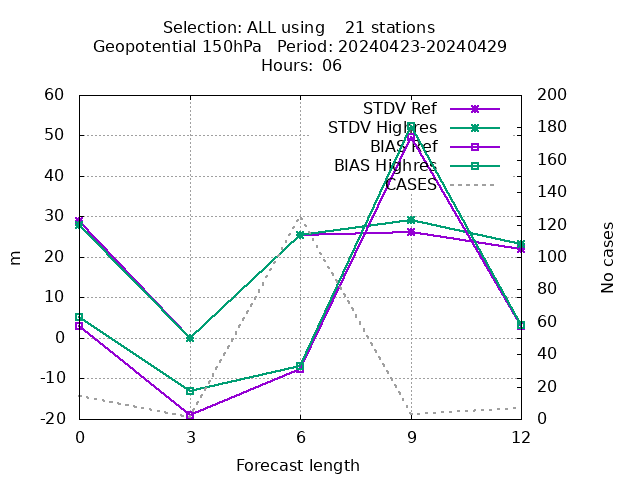 Selection: ALL using    21 stations
Geopotential 150hPa   Period: 20240423-20240429
Hours: 06
STDV Ref
STDV Highres
BIAS Ref
BIAS Highres
CASES
60
50
40
30
20
10
0
-10
-20
200
180
160
140
120
100
80
60
40
20
0
m
No cases
0 3 6 9 12
Forecast length